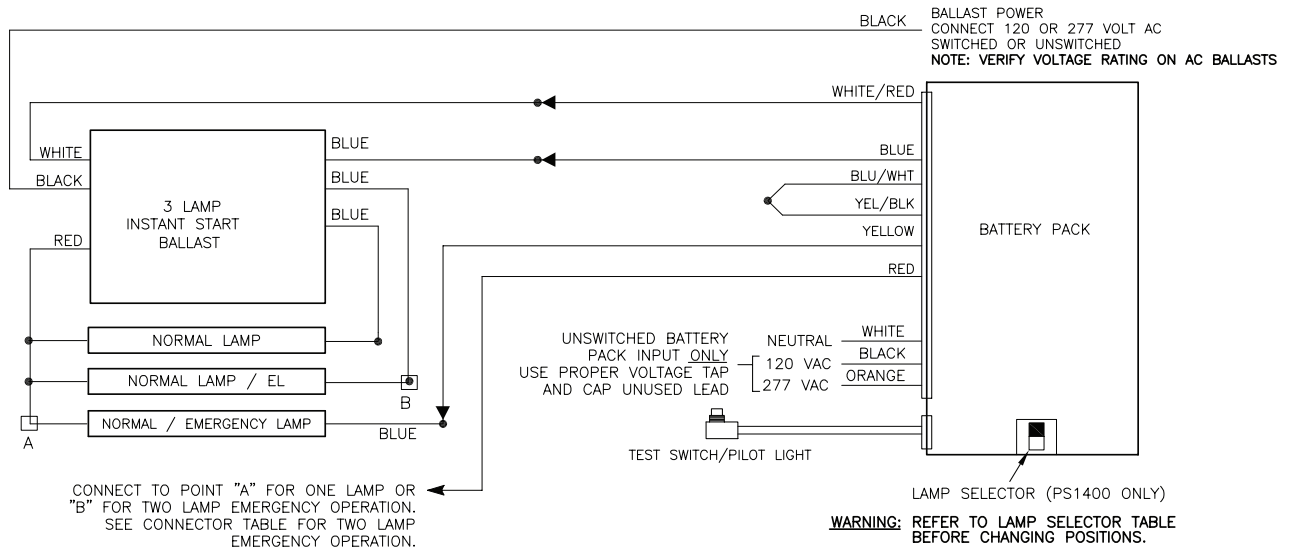 BLACK
BALLAST POWER
CONNECT 120 OR 277 VOLT AC
SWITCHED OR UNSWITCHED
NOTE: VERIFY VOLTAGE RATING ON AC BALLASTS
WHITE/RED
WHITE
BLUE
BLUE
BLACK
BLUE
BLU/WHT
3 LAMP
INSTANT START
BALLAST
BLUE
YEL/BLK
RED
YELLOW
BATTERY PACK
RED
NORMAL LAMP
NORMAL LAMP / EL
B
NORMAL / EMERGENCY LAMP
BLUE
A
UNSWITCHED BATTERY
PACK INPUT ONLY
USE PROPER VOLTAGE TAP
AND CAP UNUSED LEAD
NEUTRAL
WHITE
120 VAC
BLACK
277 VAC
ORANGE
TEST SWITCH/PILOT LIGHT
CONNECT TO POINT "A" FOR ONE LAMP OR
"B" FOR TWO LAMP EMERGENCY OPERATION.
SEE CONNECTOR TABLE FOR TWO LAMP
EMERGENCY OPERATION.
LAMP SELECTOR (PS1400 ONLY)
WARNING: REFER TO LAMP SELECTOR TABLE
BEFORE CHANGING POSITIONS.